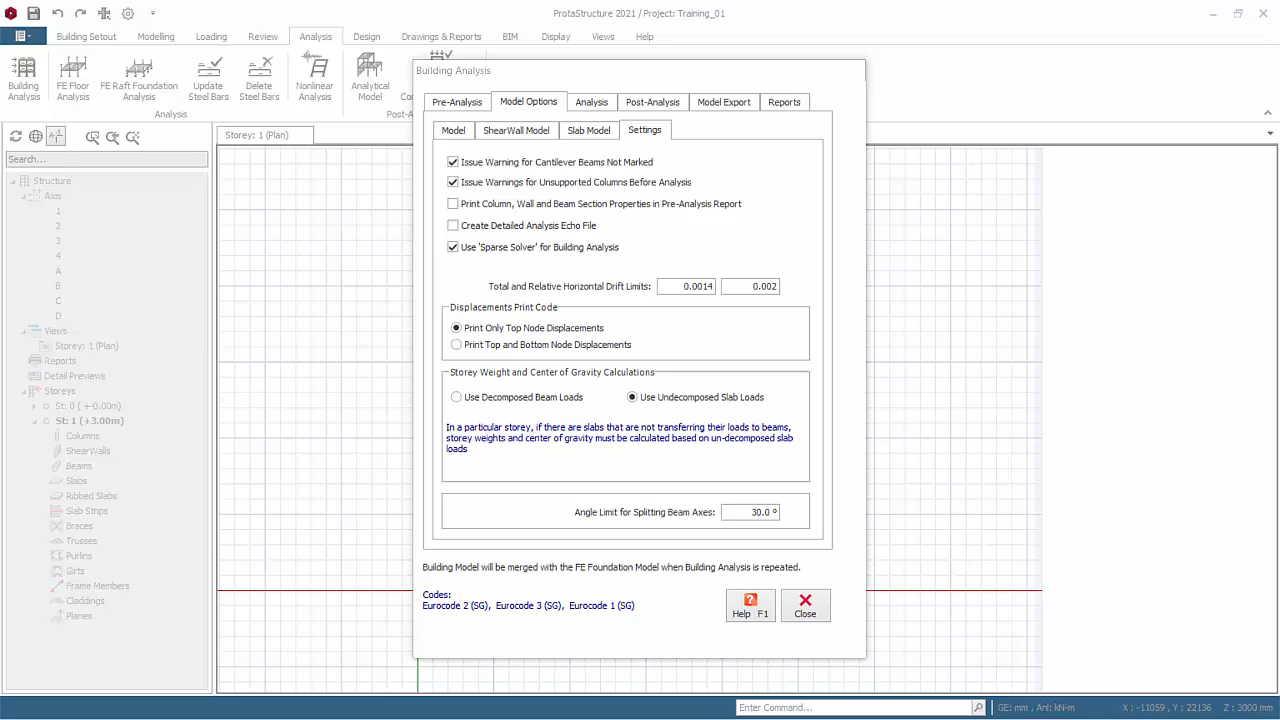 ProtaStructure 2021 / Project: Training_01
Building Setout
Modelling
Loading
Review
Analysis
Design
Drawings & Reports
BIM
Display
Views
Help
Building Analysis
FE Floor Analysis
FE Raft Foundation Analysis
Update Steel Bars
Delete Steel Bars
Nonlinear Analysis
Analytical Model
Analysis
Storey: 1 (Plan)
Search...
Structure
Axis
1
2
3
4
A
B
C
D
Views
Storey: 1 (Plan)
Reports
Detail Previews
Storeys
St: 0 ( +-0.00m)
St: 1 (+3.00m)
Columns
ShearWalls
Beams
Slabs
Ribbed Slabs
Slab Strips
Braces
Trusses
Purlins
Girts
Frame Members
Claddings
Planes
Building Analysis
Pre-Analysis
Model Options
Analysis
Post-Analysis
Model Export
Reports
Model
ShearWall Model
Slab Model
Settings
Issue Warning for Cantilever Beams Not Marked
Issue Warnings for Unsupported Columns Before Analysis
Print Column, Wall and Beam Section Properties in Pre-Analysis Report
Create Detailed Analysis Echo File
Use 'Sparse Solver' for Building Analysis
Total and Relative Horizontal Drift Limits: 0.0014 0.002
Displacements Print Code
Print Only Top Node Displacements
Print Top and Bottom Node Displacements
Storey Weight and Center of Gravity Calculations
Use Decomposed Beam Loads
Use Undecomposed Slab Loads
In a particular storey, if there are slabs that are not transferring their loads to beams,
storey weights and center of gravity must be calculated based on un-decomposed slab
loads
Angle Limit for Splitting Beam Axes: 30.0 º
Building Model will be merged with the FE Foundation Model when Building Analysis is repeated.
Codes:
Eurocode 2 (SG), Eurocode 3 (SG), Eurocode 1 (SG)
Help F1
Close
Enter Command...
GE: mm , Anl: kN-m
X : -11059 , Y : 22136
Z : 3000 mm